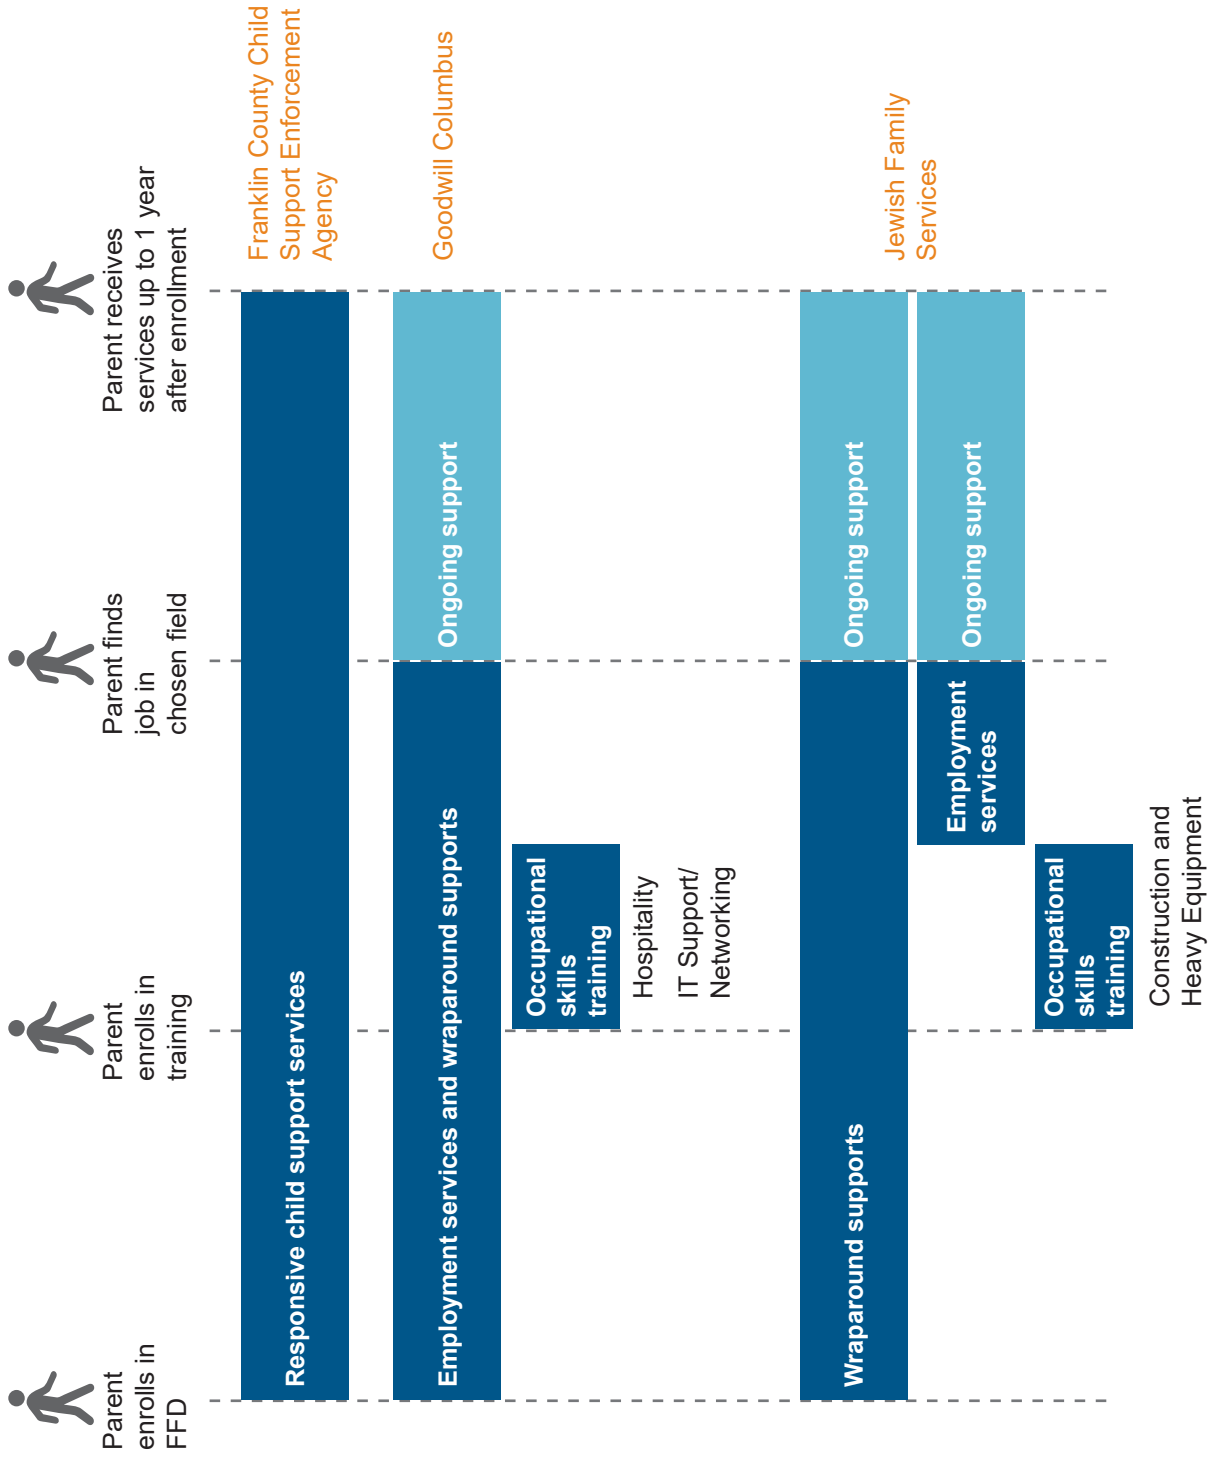 Parent
enrolls in
FFD
Parent
enrolls in
training
Parent finds
job in
chosen field
Parent receives
services up to 1 year
after enrollment
Responsive child support services
Franklin County Child
Support Enforcement
Agency
Employment services and wraparound supports
Ongoing support
Goodwill Columbus
Occupational
skills
training
Hospitality
IT Support/
Networking
Wraparound supports
Ongoing support
Jewish Family
Services
Employment
services
Ongoing support
Occupational
skills
training
Construction and
Heavy Equipment